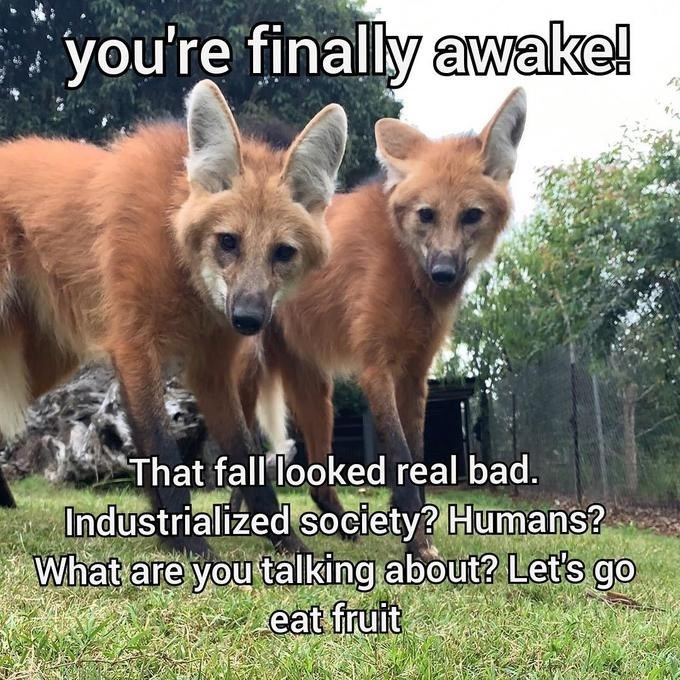 you're finally awake!
That fall looked real bad.
Industrialized society? Humans?
What are you talking about? Let's go
eat fruit